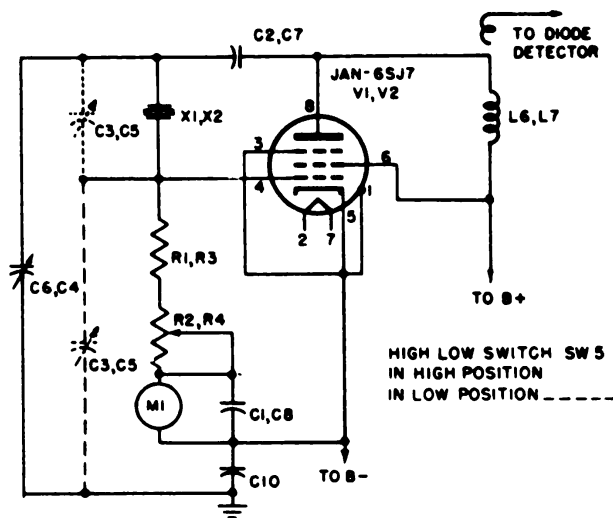 TO DIODE
DETECTOR
C2,C7
JAN-6SJ7
V1,V2
8
X1,X2
C3,C5
L6,L7
3
6
4
1
5
2 7
R1,R3
C6,C4
TO B+
R2,R4
C3,C5
HIGH LOW SWITCH SW5
IN HIGH POSITION
IN LOW POSITION
M1
C1,C8
C10
TO B-